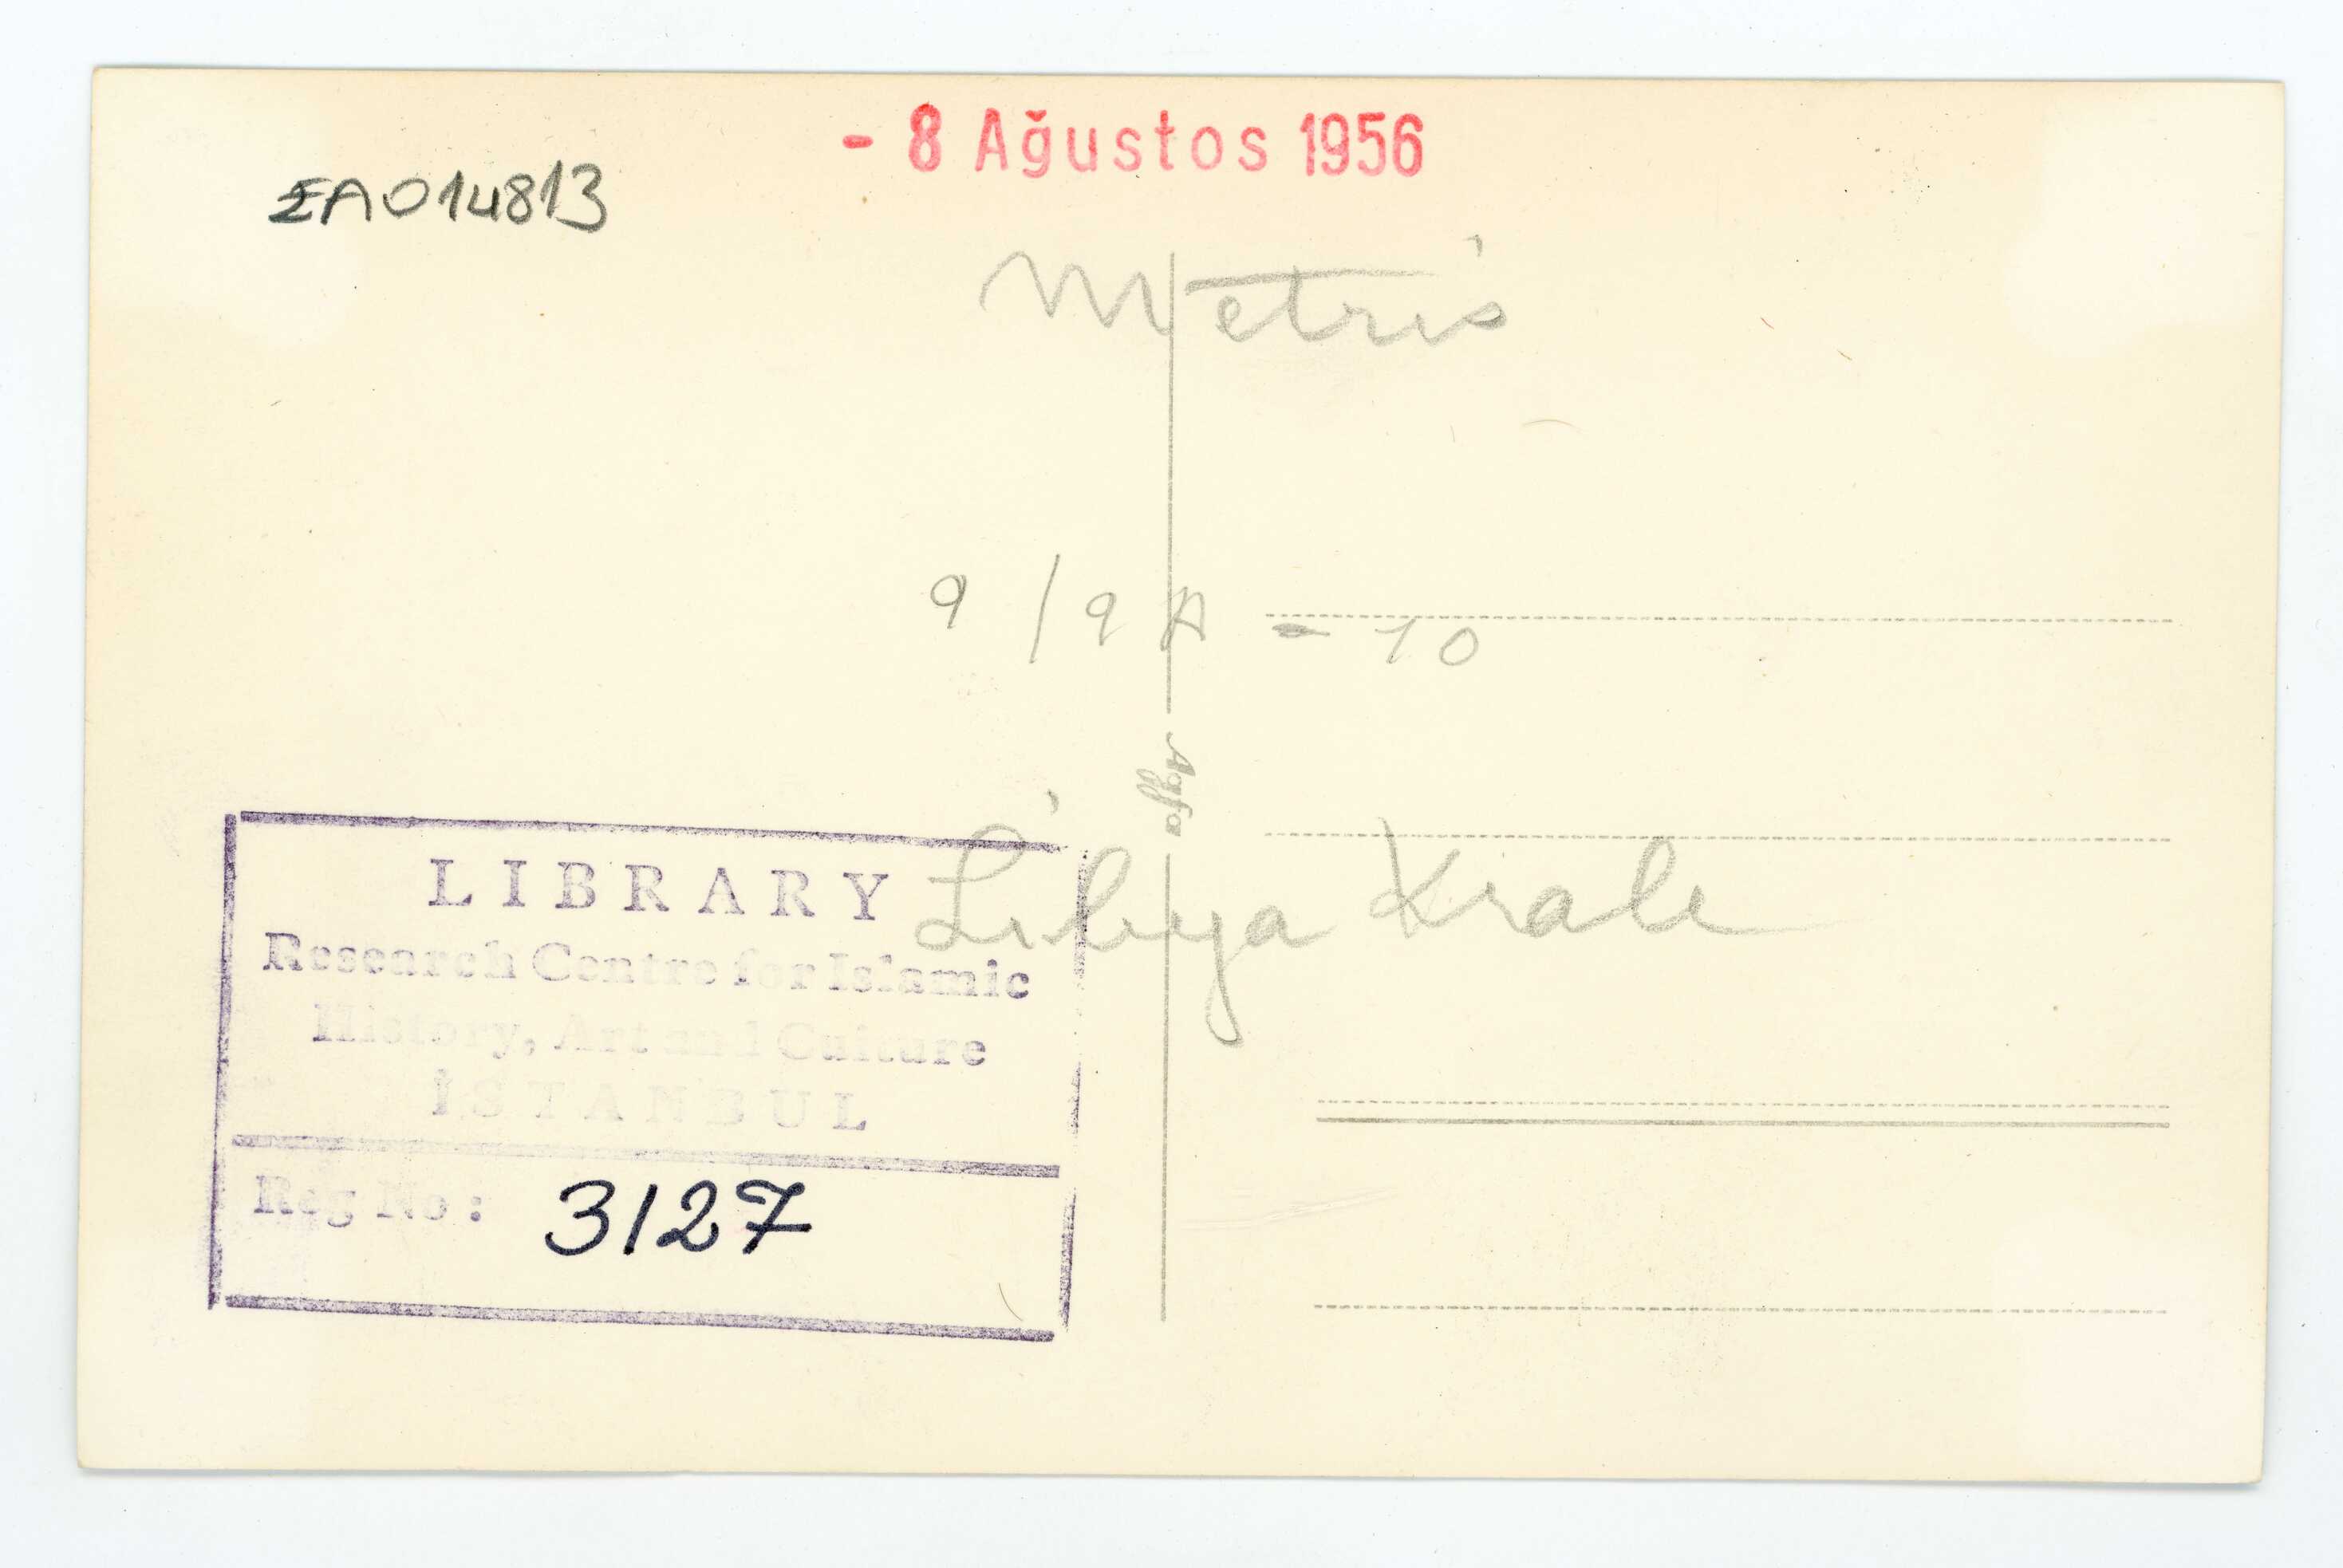 - 8 Ağustos 1956
EA014813
Metris
9/9A - 10
Agfa
Libya Kralı
LIBRARY
Research Centre for Islamic
History, Art and Culture
İSTANBUL
Reg No: 3127